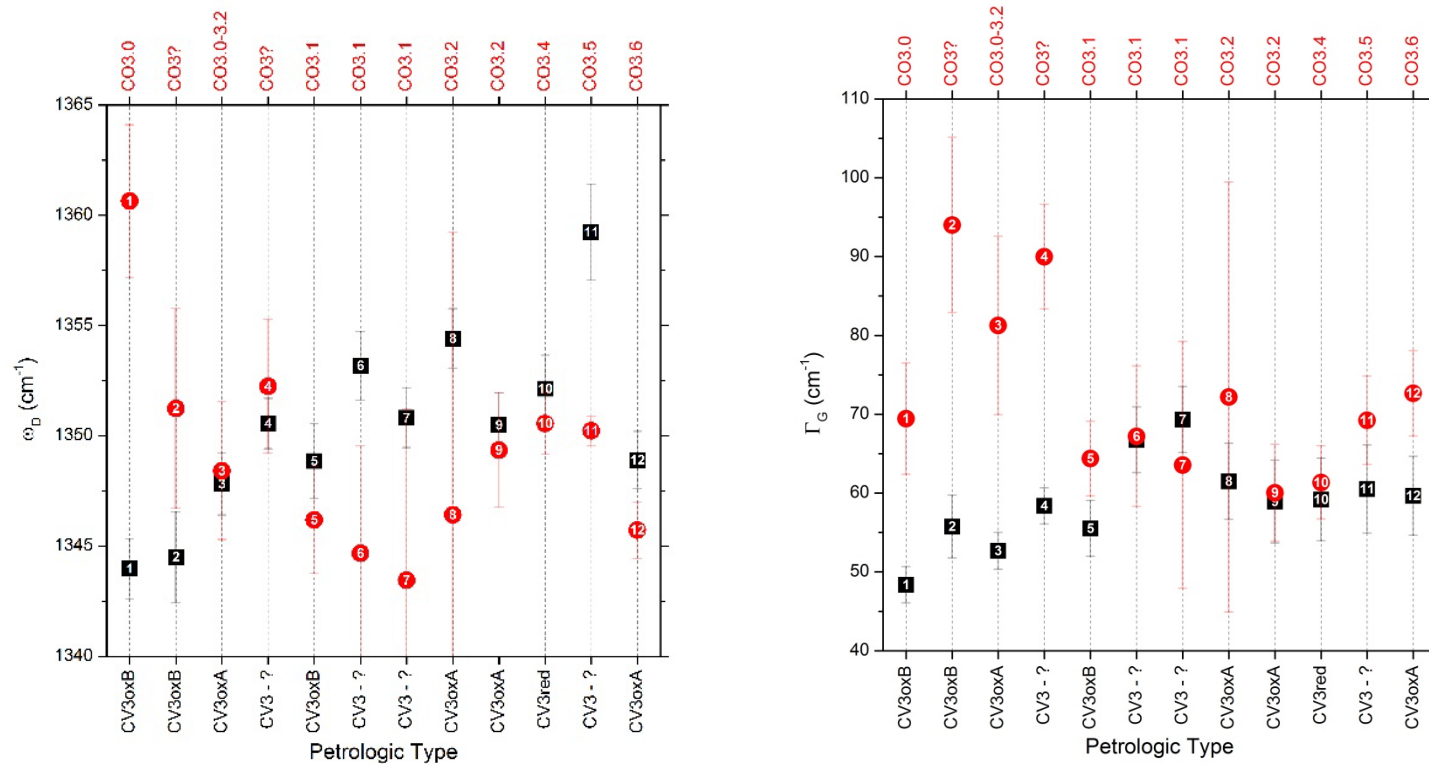 CO3.0 CO3? CO3.0-3.2 CO3? CO3.1 CO3.1 CO3.1 CO3.2 CO3.2 CO3.4 CO3.5 CO3.6
1365
1360
1355
1350
1345
1340
ω_D (cm⁻¹)
1 2 3 4 5 6 7 8 9 10 11 12
1 2 3 4 5 6 7 8 9 10 11 12
CV3oxB CV3oxB CV3oxA CV3 - ? CV3oxB CV3 - ? CV3 - ? CV3oxA CV3oxA CV3red CV3 - ? CV3oxA
Petrologic Type
CO3.0 CO3? CO3.0-3.2 CO3? CO3.1 CO3.1 CO3.1 CO3.2 CO3.2 CO3.4 CO3.5 CO3.6
110
100
90
80
70
60
50
40
Γ_G (cm⁻¹)
1 2 3 4 5 6 7 8 9 10 11 12
1 2 3 4 5 7 8 9 10 11 12
CV3oxB CV3oxB CV3oxA CV3 - ? CV3oxB CV3 - ? CV3 - ? CV3oxA CV3oxA CV3red CV3 - ? CV3oxA
Petrologic Type